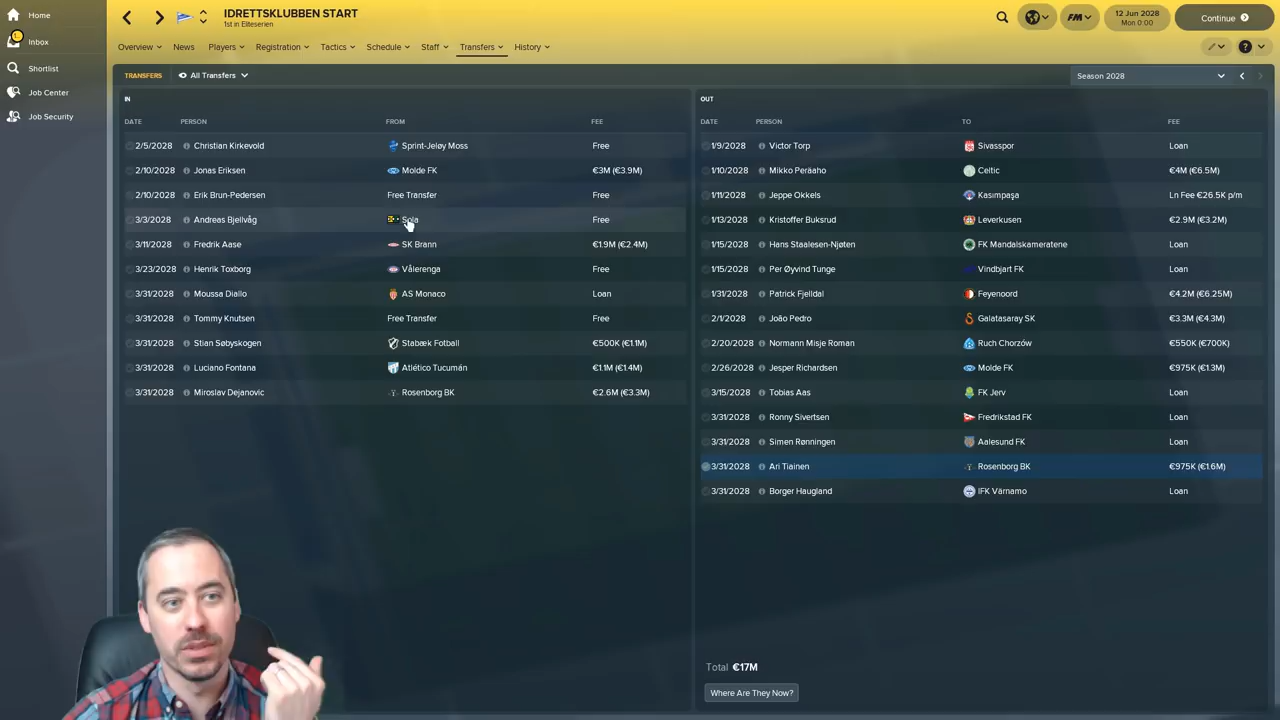 Home
Inbox
Shortlist
Job Center
Job Security
IDRETTSKLUBBEN START
1st in Eliteserien
FM
12 Jun 2028
Mon 0:00
Continue
Overview
News
Players
Registration
Tactics
Schedule
Staff
Transfers
History
?
TRANSFERS
All Transfers
Season 2028
IN
DATE PERSON FROM FEE
2/5/2028 Christian Kirkevold Sprint-Jeløy Moss Free
2/10/2028 Jonas Eriksen Molde FK €3M (€3.9M)
2/10/2028 Erik Brun-Pedersen Free Transfer Free
3/3/2028 Andreas Bjellvåg Sola Free
3/11/2028 Fredrik Aase SK Brann €1.9M (€2.4M)
3/23/2028 Henrik Toxborg Vålerenga Free
3/31/2028 Moussa Diallo AS Monaco Loan
3/31/2028 Tommy Knutsen Free Transfer Free
3/31/2028 Stian Søbyskogen Stabæk Fotball €500K (€1.1M)
3/31/2028 Luciano Fontana Atlético Tucumán €1.1M (€1.4M)
3/31/2028 Miroslav Dejanovic Rosenborg BK €2.6M (€3.3M)
OUT
DATE PERSON TO FEE
1/9/2028 Victor Torp Sivasspor Loan
1/10/2028 Mikko Peräaho Celtic €4M (€6.5M)
1/11/2028 Jeppe Okkels Kasımpaşa Ln Fee €26.5K p/m
1/13/2028 Kristoffer Buksrud Leverkusen €2.9M (€3.2M)
1/15/2028 Hans Staalesen-Njøten FK Mandalskameratene Loan
1/15/2028 Per Øyvind Tunge Vindbjart FK Loan
1/31/2028 Patrick Fjelldal Feyenoord €4.2M (€6.25M)
2/1/2028 João Pedro Galatasaray SK €3.3M (€4.3M)
2/20/2028 Normann Misje Roman Ruch Chorzów €550K (€700K)
2/26/2028 Jesper Richardsen Molde FK €975K (€1.3M)
3/15/2028 Tobias Aas FK Jerv Loan
3/31/2028 Ronny Sivertsen Fredrikstad FK Loan
3/31/2028 Simen Rønningen Aalesund FK Loan
3/31/2028 Ari Tiainen Rosenborg BK €975K (€1.6M)
3/31/2028 Borger Haugland IFK Värnamo Loan
Total €17M
Where Are They Now?